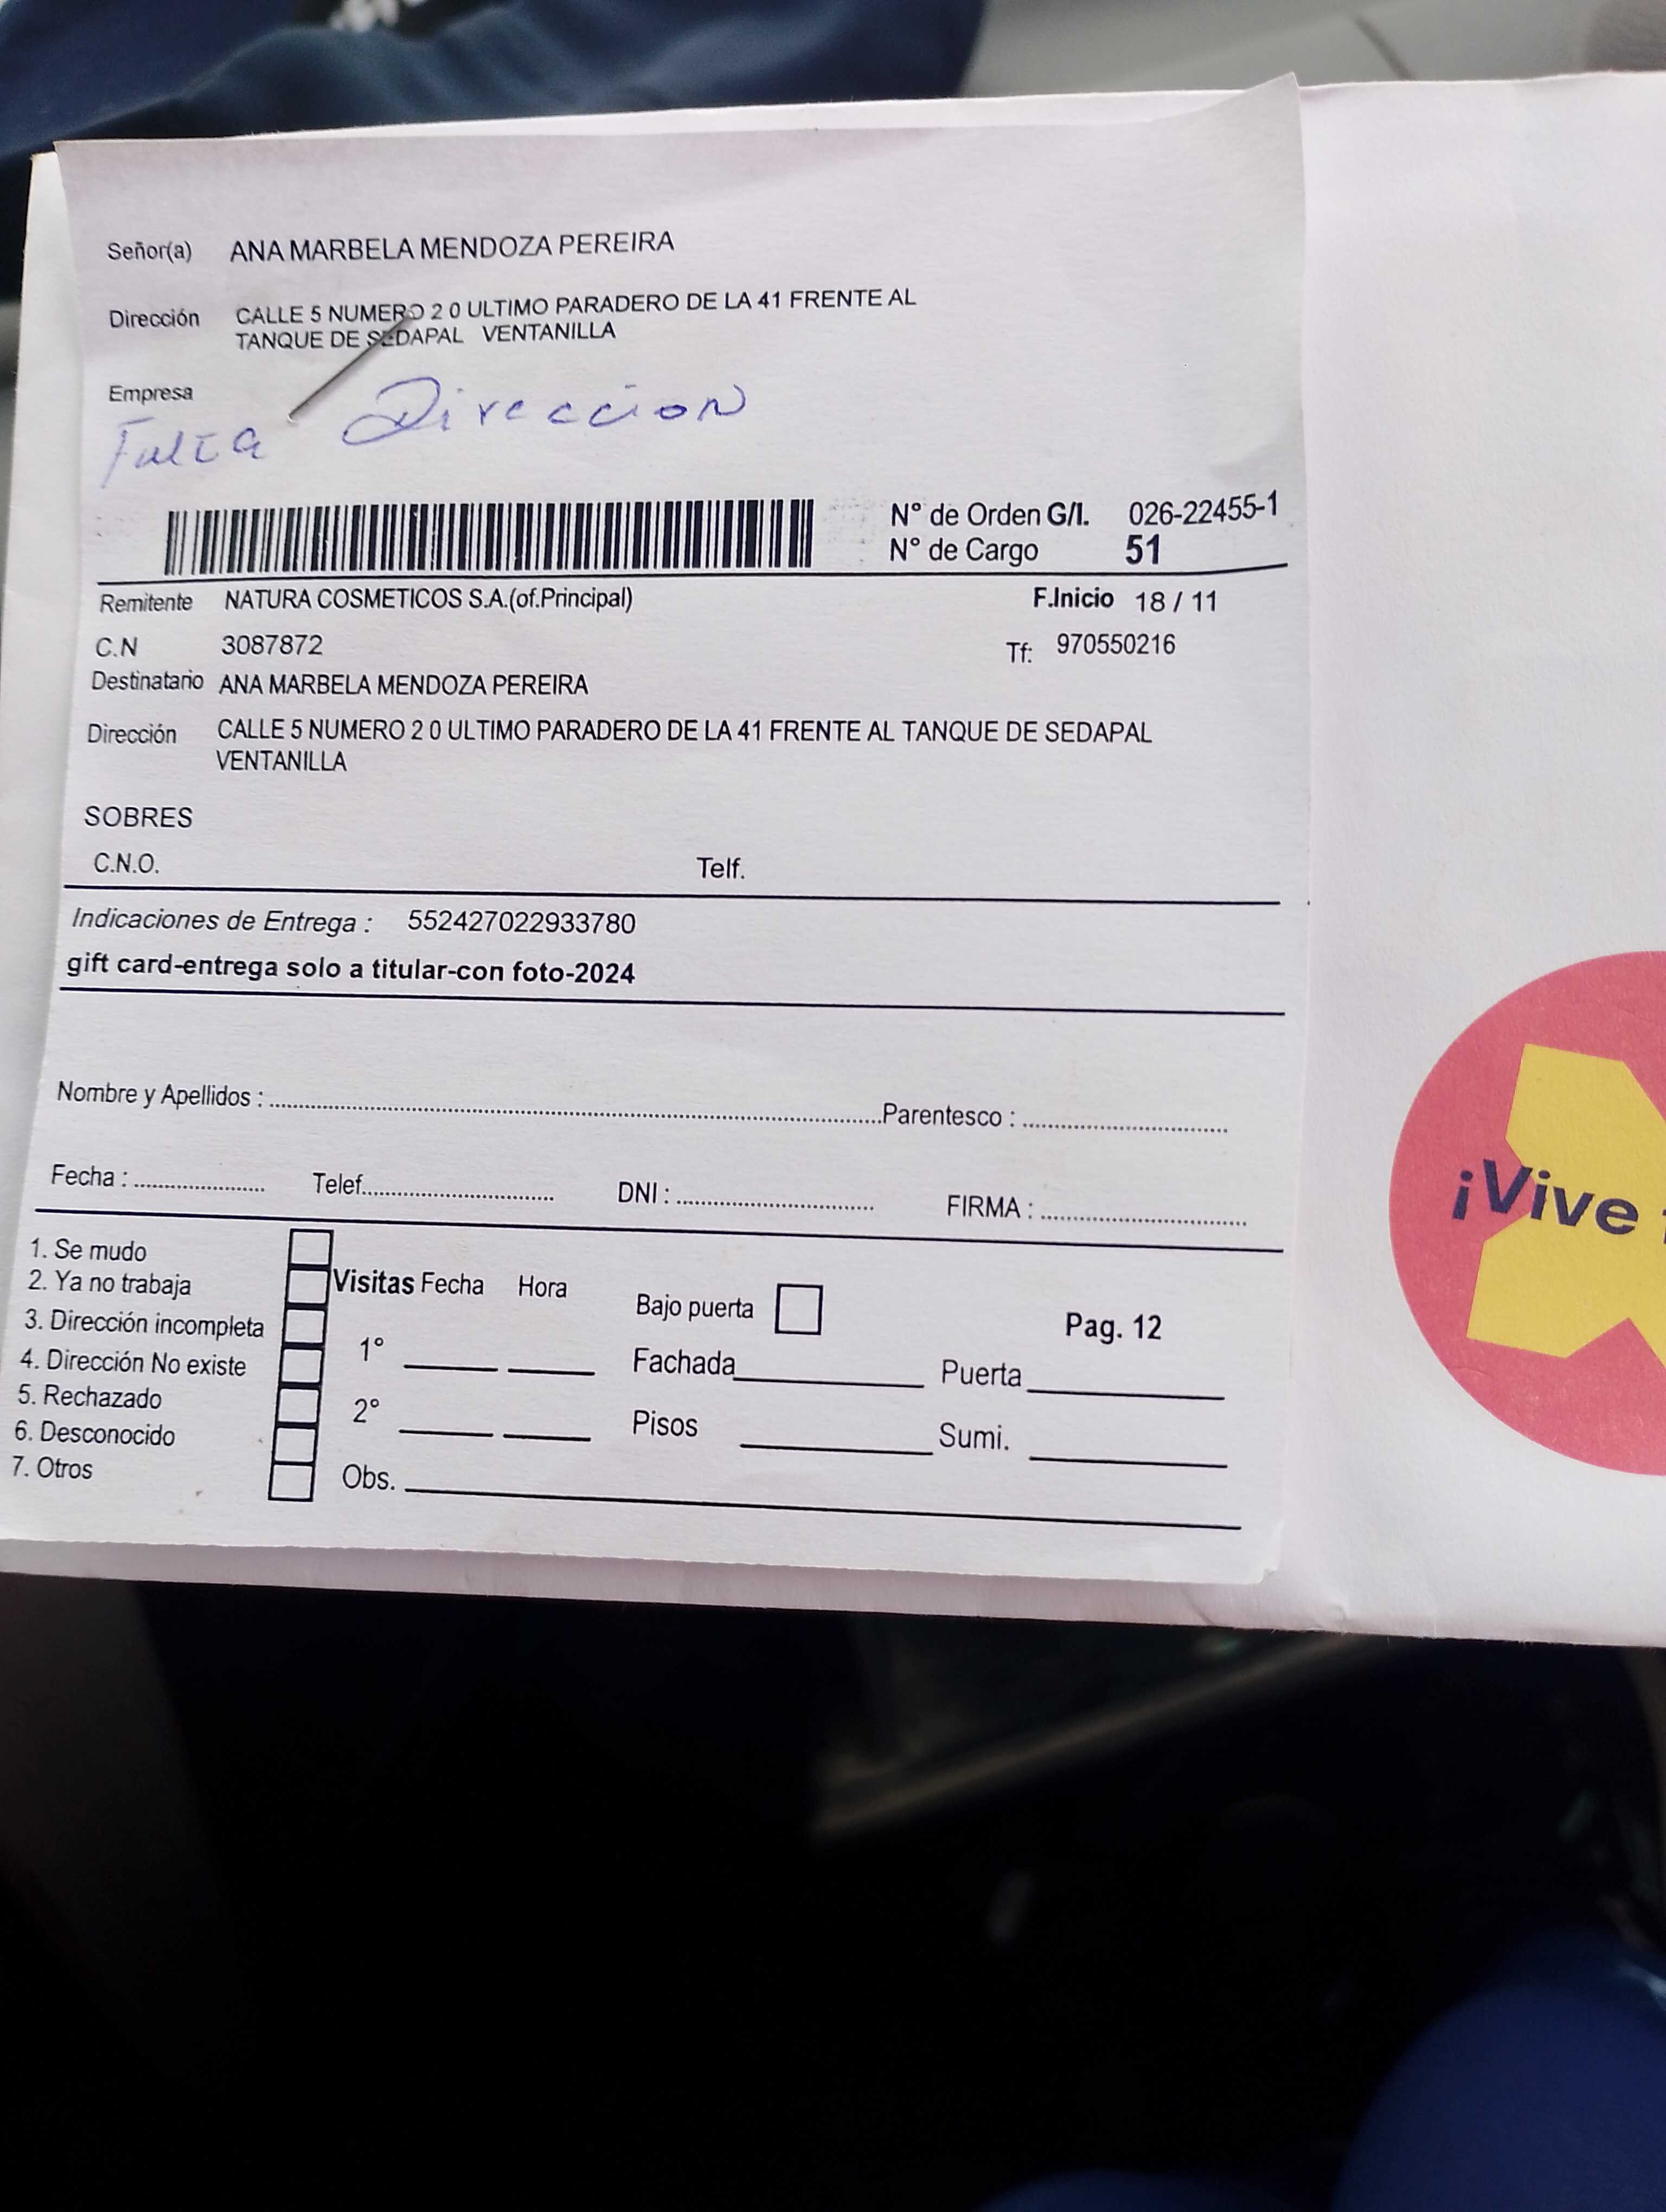 Señor(a) ANA MARBELA MENDOZA PEREIRA
Dirección CALLE 5 NUMERO 2 0 ULTIMO PARADERO DE LA 41 FRENTE AL
TANQUE DE SEDAPAL VENTANILLA
Empresa
Falta Direccion
N° de Orden G/I. 026-22455-1
N° de Cargo 51
Remitente NATURA COSMETICOS S.A.(of.Principal) F.Inicio 18 / 11
C.N 3087872 Tf: 970550216
Destinatario ANA MARBELA MENDOZA PEREIRA
Dirección CALLE 5 NUMERO 2 0 ULTIMO PARADERO DE LA 41 FRENTE AL TANQUE DE SEDAPAL
VENTANILLA
SOBRES
C.N.O. Telf.
Indicaciones de Entrega : 552427022933780
gift card-entrega solo a titular-con foto-2024
Nombre y Apellidos : Parentesco :
Fecha : Telef. DNI : FIRMA :
1. Se mudo
2. Ya no trabaja Visitas Fecha Hora Bajo puerta Pag. 12
3. Dirección incompleta 1° Fachada Puerta
4. Dirección No existe
5. Rechazado 2° Pisos Sumi.
6. Desconocido
7. Otros Obs.
¡Vive